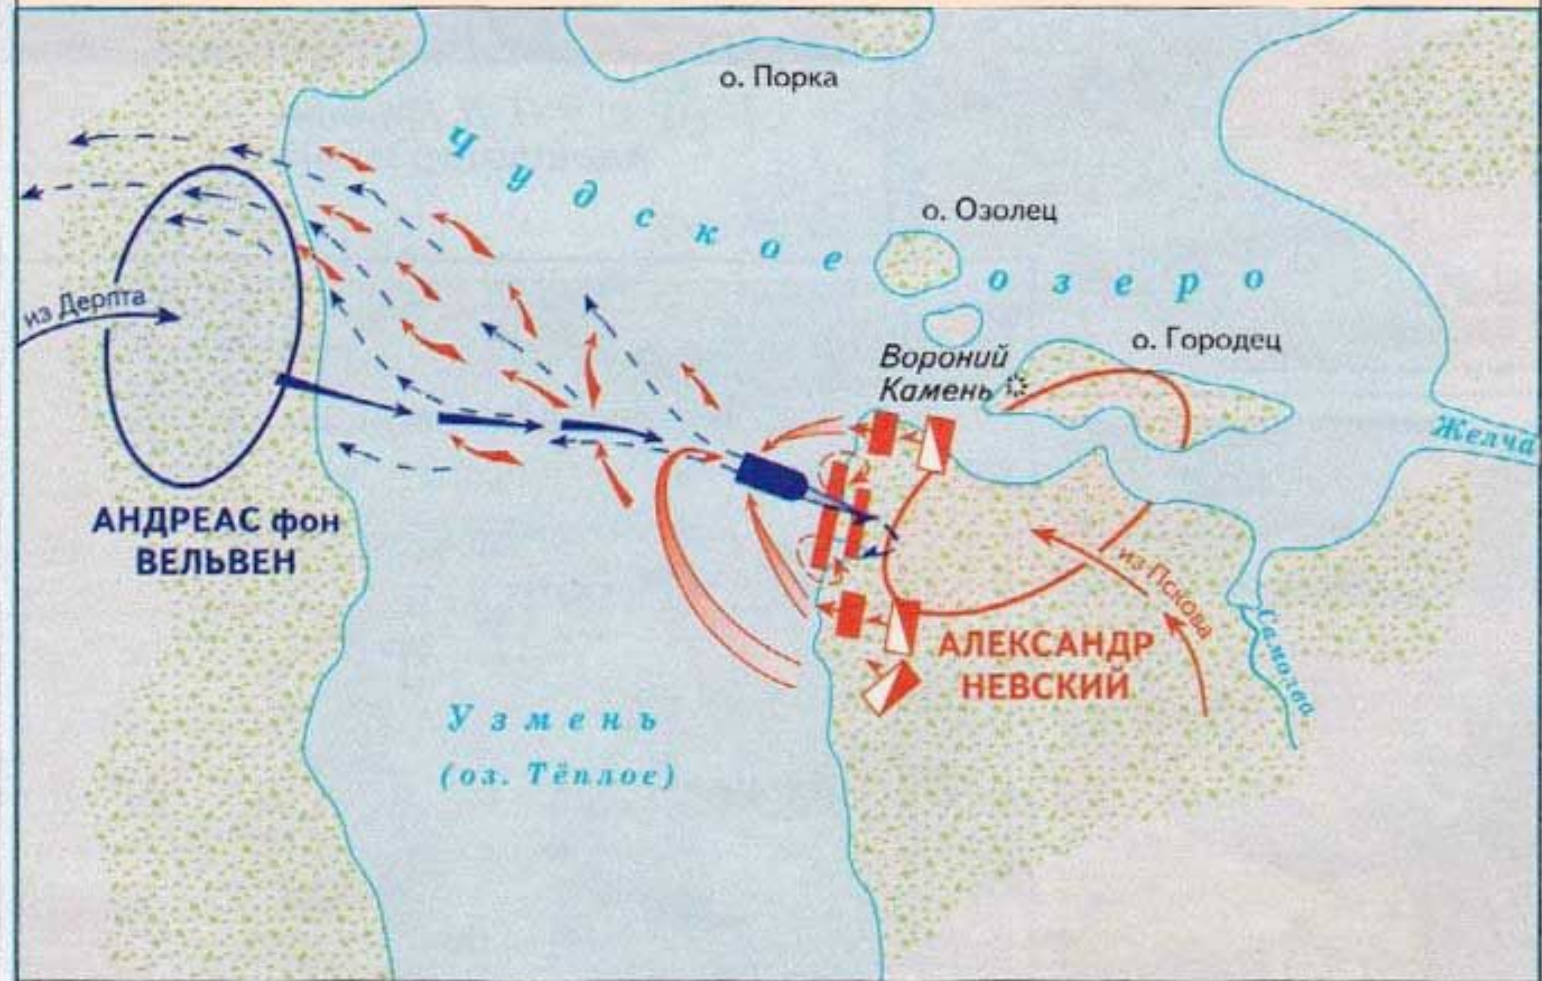 о. Порка
Чудское озеро
о. Озолец
из Дерпта
о. Городец
Вороний
Камень
Желча
АНДРЕАС фон
ВЕЛЬВЕН
из Пскова
АЛЕКСАНДР
НЕВСКИЙ
Самолва
Узмень
(оз. Тёплое)